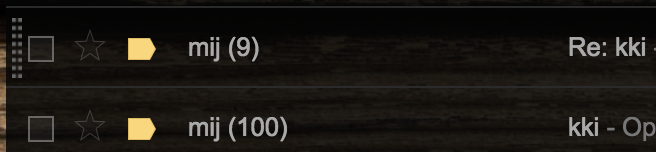 mij (9) Re: kki -
mij (100) kki - Op